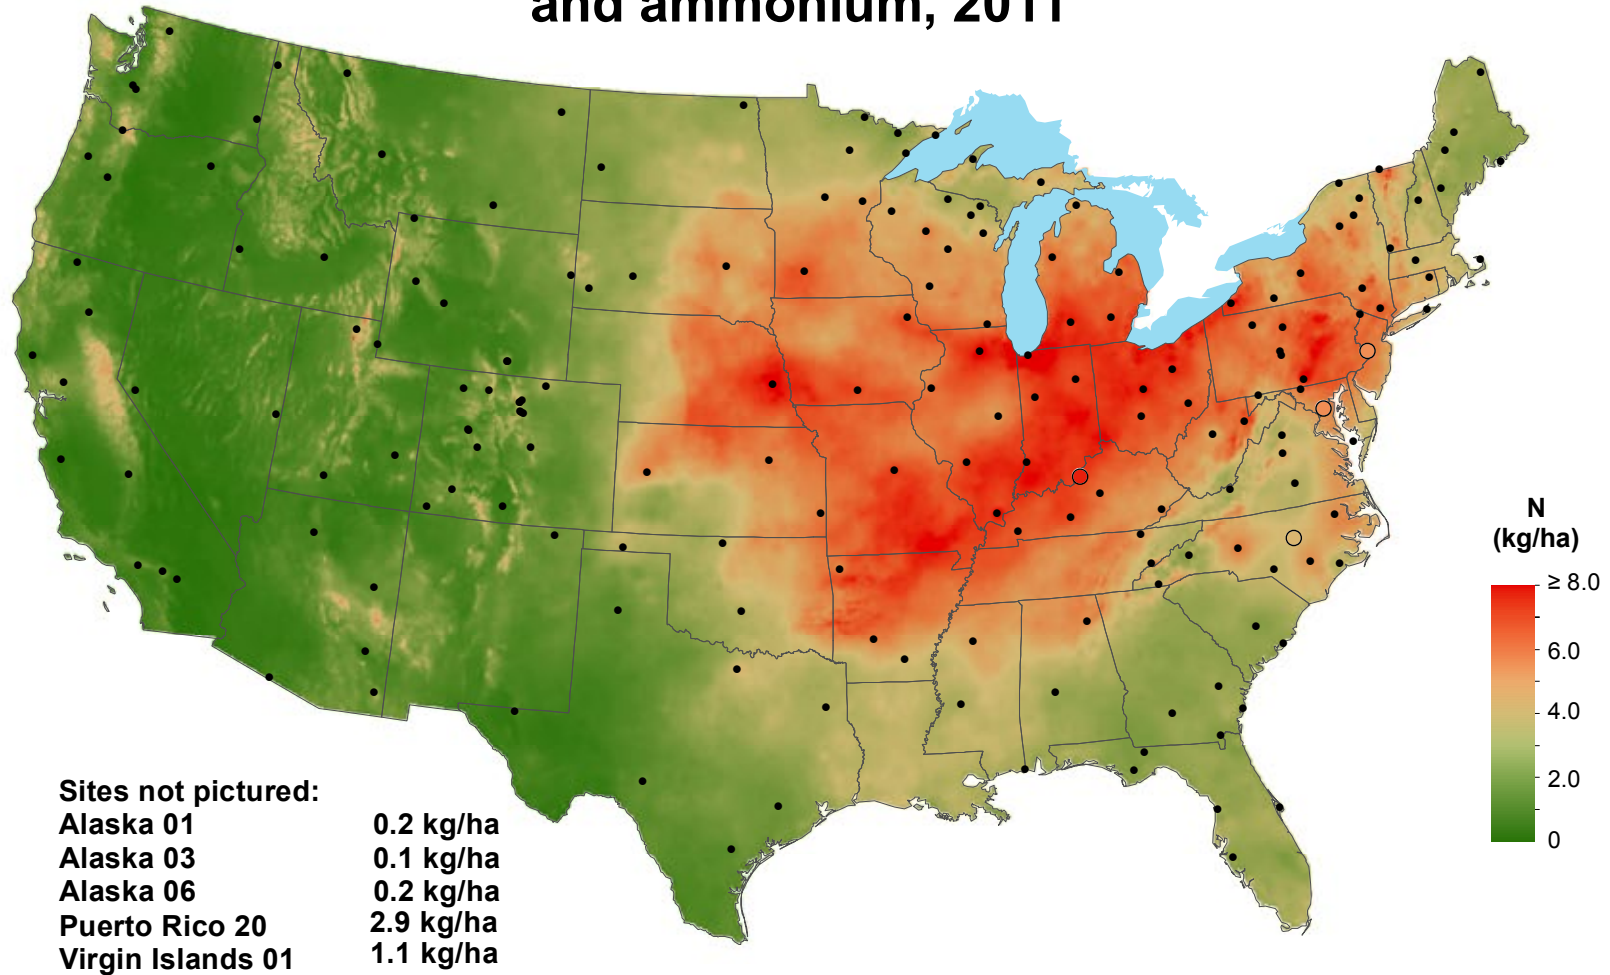 and ammonium, 2011
N
(kg/ha)
≥ 8.0
6.0
4.0
2.0
0
Sites not pictured:
Alaska 01 0.2 kg/ha
Alaska 03 0.1 kg/ha
Alaska 06 0.2 kg/ha
Puerto Rico 20 2.9 kg/ha
Virgin Islands 01 1.1 kg/ha